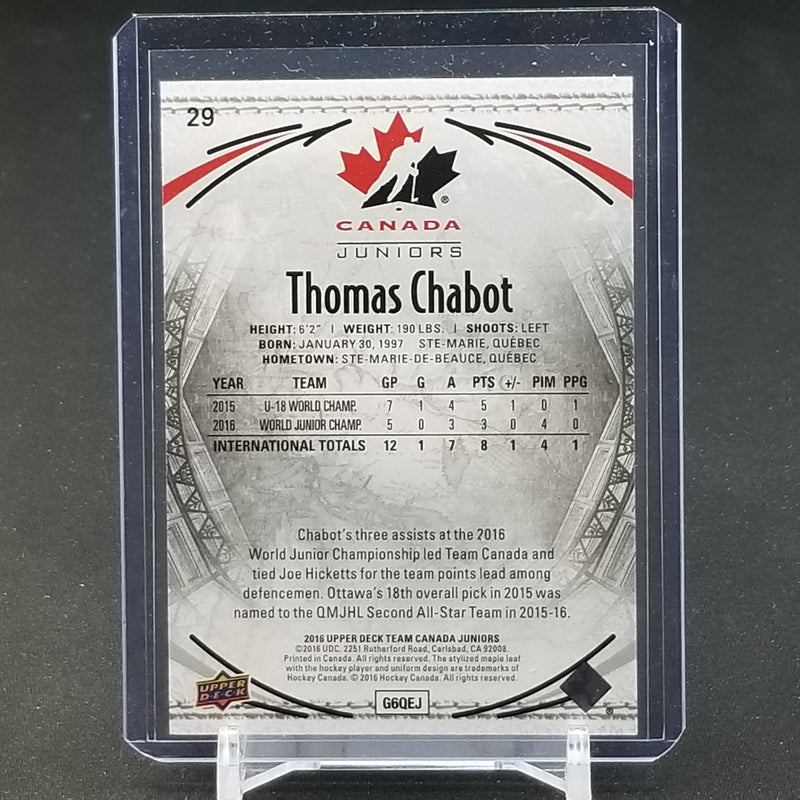 29
®
CANADA
JUNIORS
Thomas Chabot
HEIGHT: 6'2" | WEIGHT: 190 LBS. | SHOOTS: LEFT
BORN: JANUARY 30, 1997 STE-MARIE, QUÉBEC
HOMETOWN: STE-MARIE-DE-BEAUCE, QUÉBEC
YEAR TEAM GP G A PTS +/- PIM PPG
2015 U-18 WORLD CHAMP. 7 1 4 5 1 0 1
2016 WORLD JUNIOR CHAMP. 5 0 3 3 0 4 0
INTERNATIONAL TOTALS 12 1 7 8 1 4 1
Chabot's three assists at the 2016
World Junior Championship led Team Canada and
tied Joe Hicketts for the team points lead among
defencemen. Ottawa's 18th overall pick in 2015 was
named to the QMJHL Second All-Star Team in 2015-16.
2016 UPPER DECK TEAM CANADA JUNIORS
©2016 UDC. 2251 Rutherford Road, Carlsbad, CA 92008.
Printed in Canada. All rights reserved. The stylized maple leaf
with the hockey player and uniform design are trademarks of
Hockey Canada. © 2016 Hockey Canada. All rights reserved.
UPPER
D·E·C·K
G6QEJ
®